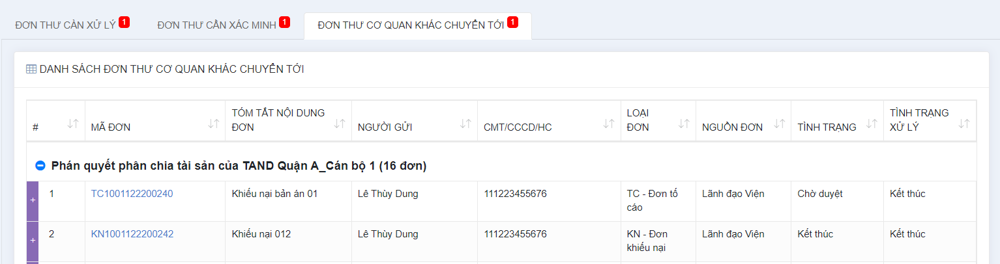 ĐƠN THƯ CẦN XỬ LÝ 1 ĐƠN THƯ CẦN XÁC MINH 1 ĐƠN THƯ CƠ QUAN KHÁC CHUYỂN TỚI 1
DANH SÁCH ĐƠN THƯ CƠ QUAN KHÁC CHUYỂN TỚI
# MÃ ĐƠN TÓM TẮT NỘI DUNG ĐƠN NGƯỜI GỬI CMT/CCCD/HC LOẠI ĐƠN NGUỒN ĐƠN TÌNH TRẠNG TÌNH TRẠNG XỬ LÝ
Phán quyết phân chia tài sản của TAND Quận A_Cán bộ 1 (16 đơn)
+ 1 TC1001122200240 Khiếu nại bản án 01 Lê Thùy Dung 111223455676 TC - Đơn tố cáo Lãnh đạo Viện Chờ duyệt Kết thúc
+ 2 KN1001122200242 Khiếu nại 012 Lê Thùy Dung 111223455676 KN - Đơn khiếu nại Lãnh đạo Viện Kết thúc Kết thúc